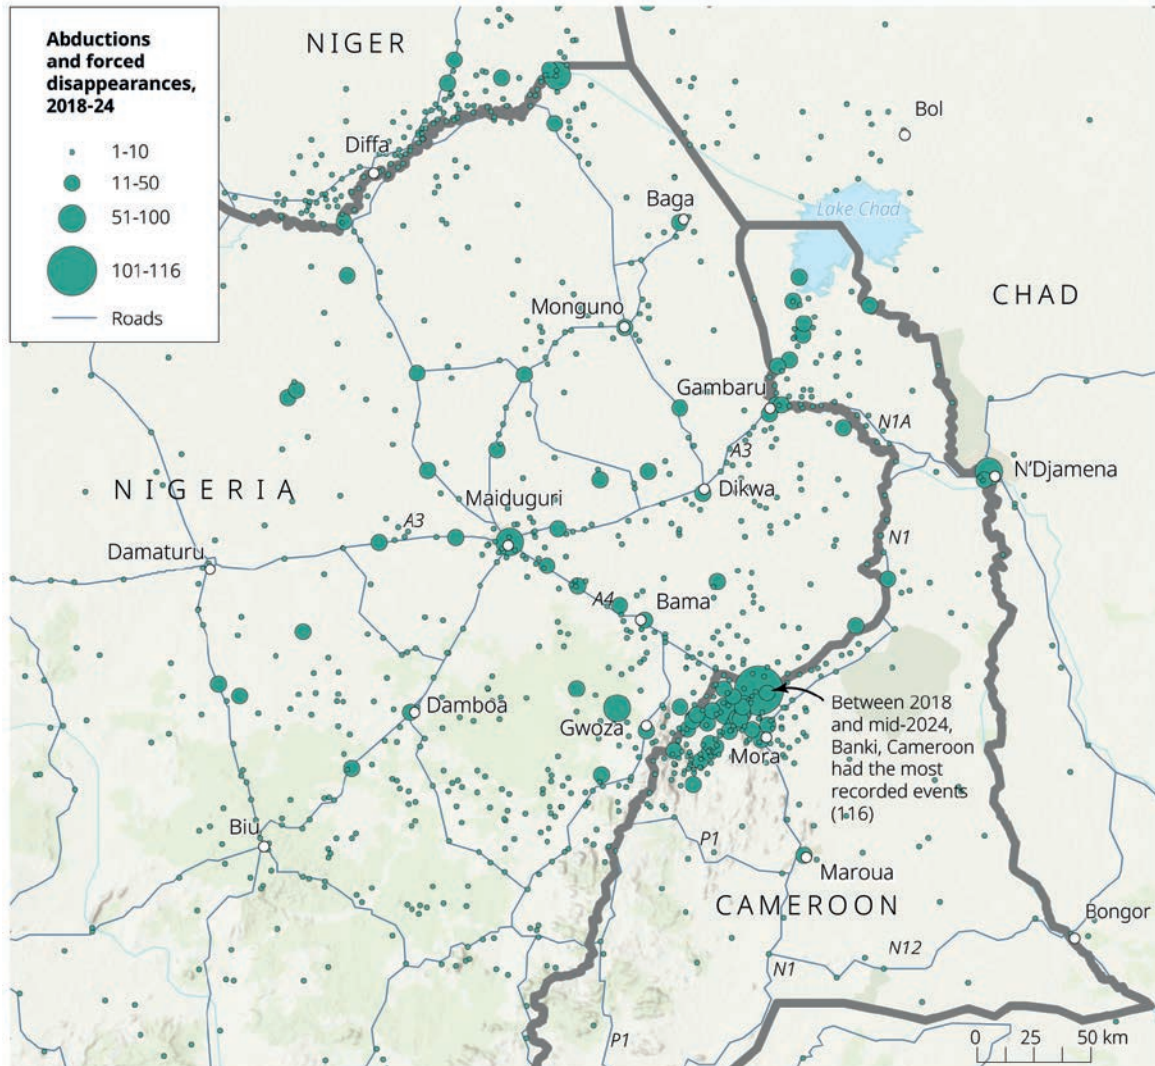 Abductions
and forced
disappearances,
2018-24
1-10
11-50
51-100
101-116
Roads
NIGER
Bol
Diffa
Baga
Lake Chad
CHAD
Monguno
Gambaru
N1A
A3
N'Djamena
NIGERIA
Maiduguri
Dikwa
A3
N1
Damaturu
A4
Bama
Damboa
Gwoza
Mora
Between 2018
and mid-2024,
Banki, Cameroon
had the most
recorded events
(116)
Biu
P1
Maroua
CAMEROON
Bongor
N12
N1
P1
0 25 50 km